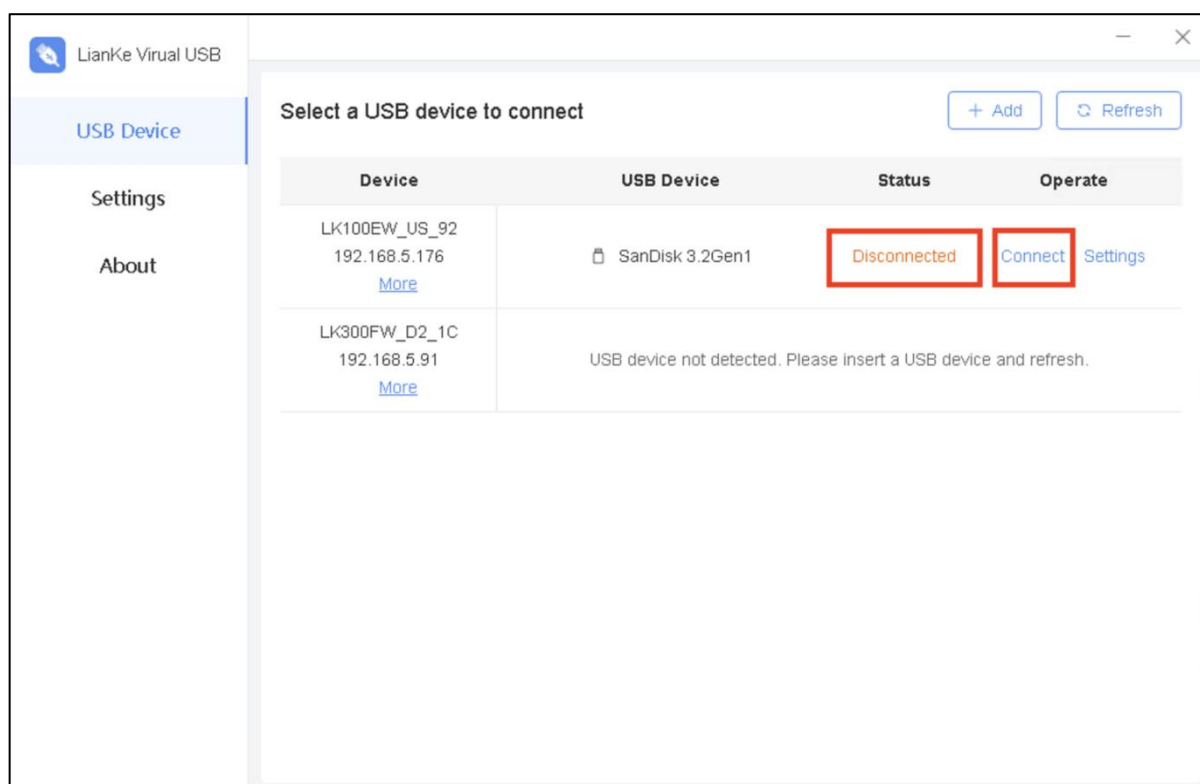 LianKe Virual USB
USB Device
Settings
About
Select a USB device to connect
+ Add
Refresh
Device USB Device Status Operate
LK100EW_US_92
192.168.5.176
More
SanDisk 3.2Gen1 Disconnected Connect Settings
LK300FW_D2_1C
192.168.5.91
More
USB device not detected. Please insert a USB device and refresh.